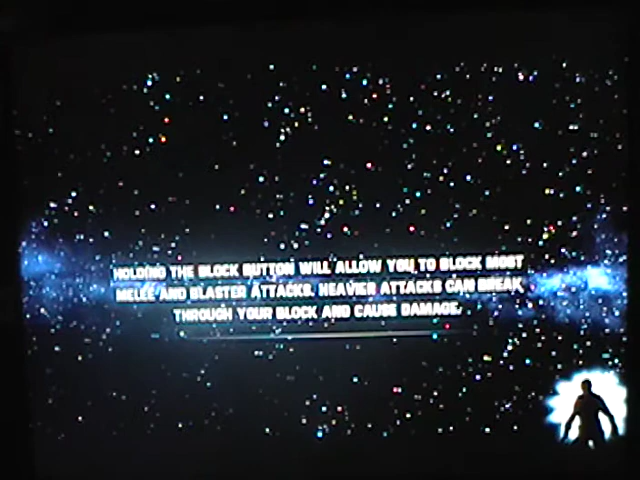 HOLDING THE BLOCK BUTTON WILL ALLOW YOU TO BLOCK MOST
MELEE AND BLASTER ATTACKS. HEAVIER ATTACKS CAN BREAK
THROUGH YOUR BLOCK AND CAUSE DAMAGE.